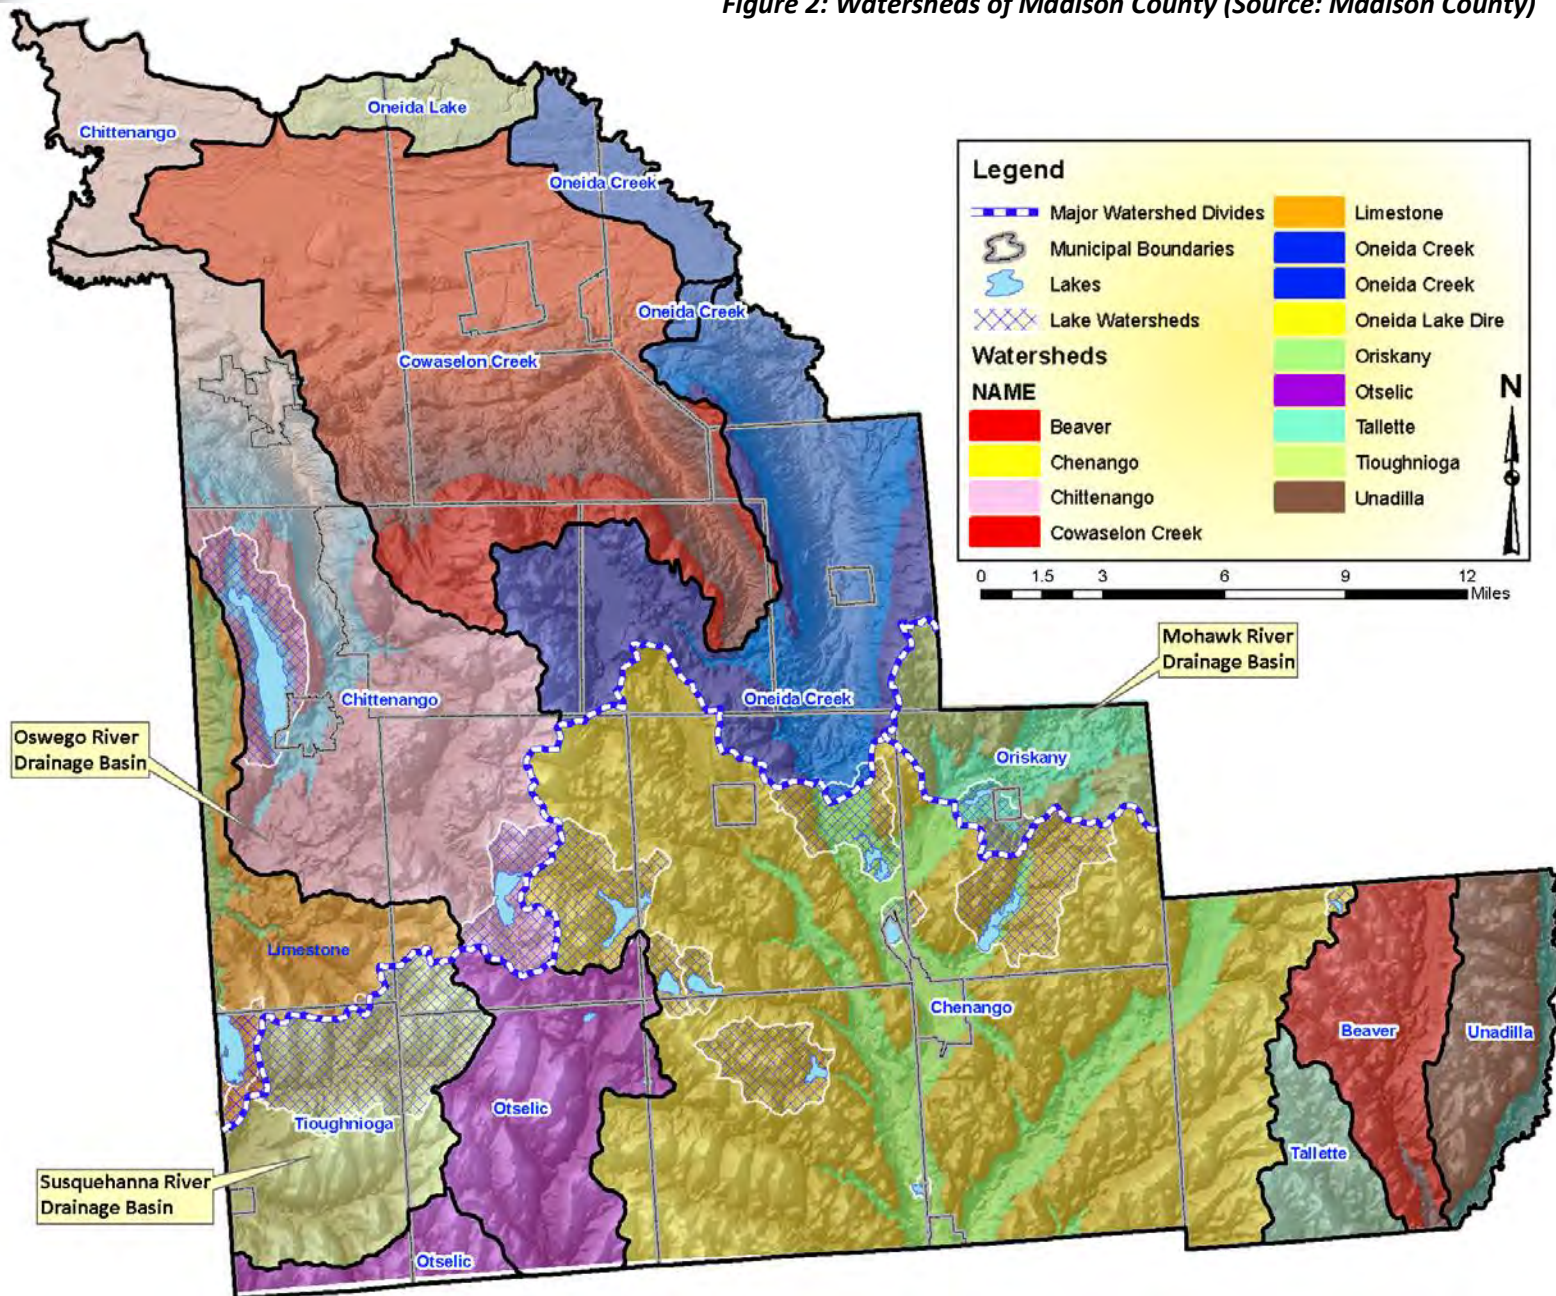 Figure 2: Watersheds of Madison County (Source: Madison County)
Oneida Lake
Chittenango
Oneida Creek
Oneida Creek
Cowaselon Creek
Legend
Major Watershed Divides
Municipal Boundaries
Lakes
Lake Watersheds
Watersheds
NAME
Beaver
Chenango
Chittenango
Cowaselon Creek
Limestone
Oneida Creek
Oneida Creek
Oneida Lake Dire
Oriskany
Otselic
Tallette
Tioughnioga
Unadilla
N
0 1.5 3 6 9 12
Miles
Mohawk River
Drainage Basin
Chittenango
Oneida Creek
Oswego River
Drainage Basin
Oriskany
Limestone
Chenango
Beaver
Unadilla
Otselic
Tioughnioga
Tallette
Susquehanna River
Drainage Basin
Otselic